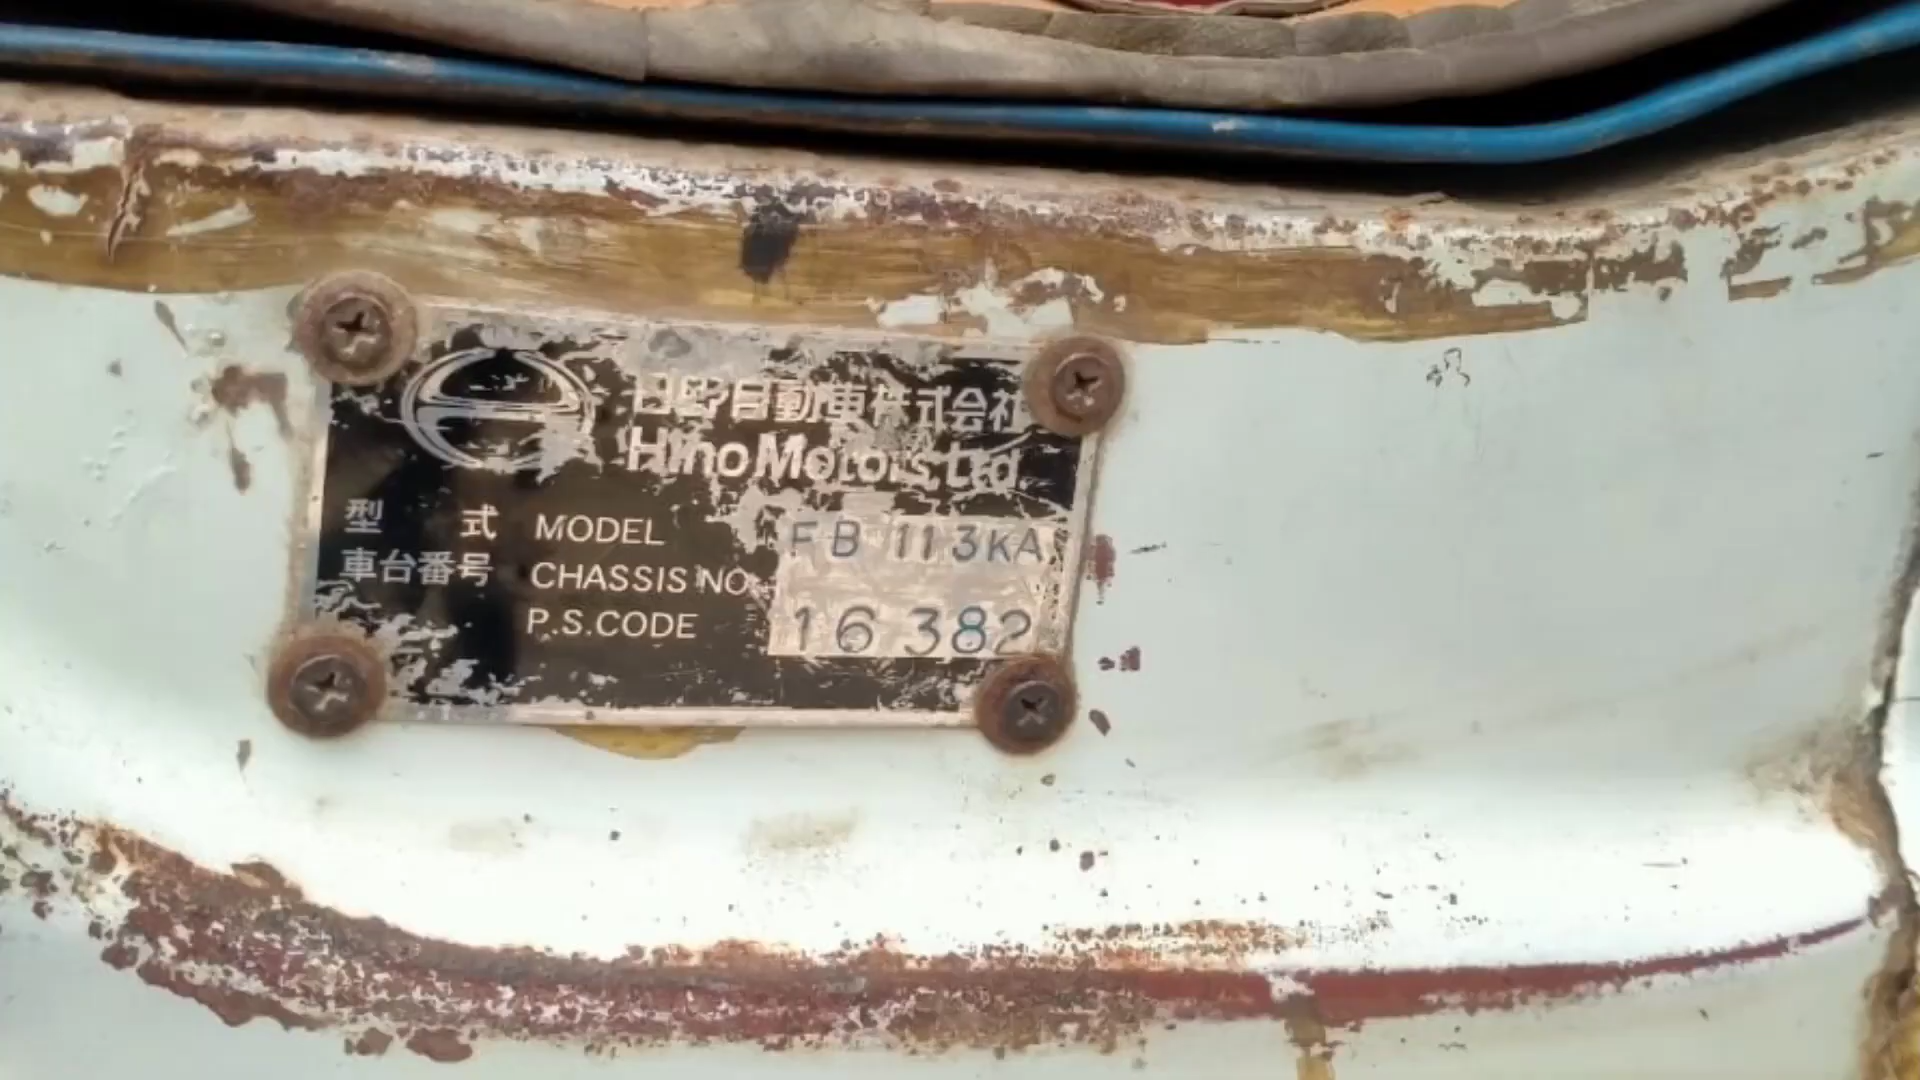 日野自動車株式会社
Hino Motors, Ltd.
型 式 MODEL FB 113KA
車台番号 CHASSIS NO.
P.S.CODE 16 382